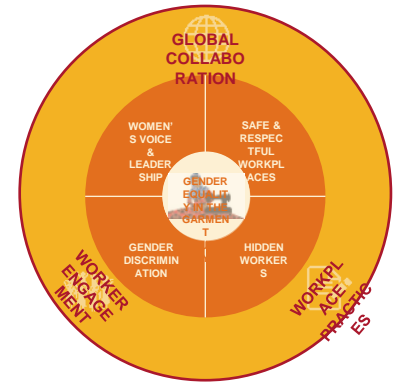 GLOBAL
COLLABO
RATION
WOMEN'
S VOICE
&
LEADER
SHIP
SAFE &
RESPEC
TFUL
WORKPL
ACES
GENDER
EQUALIT
Y IN THE
GARMEN
T
GENDER
DISCRIMIN
ATION
HIDDEN
WORKER
S
WORKER
ENGAGE
MENT
WORKPL
ACE
PRACTIC
ES